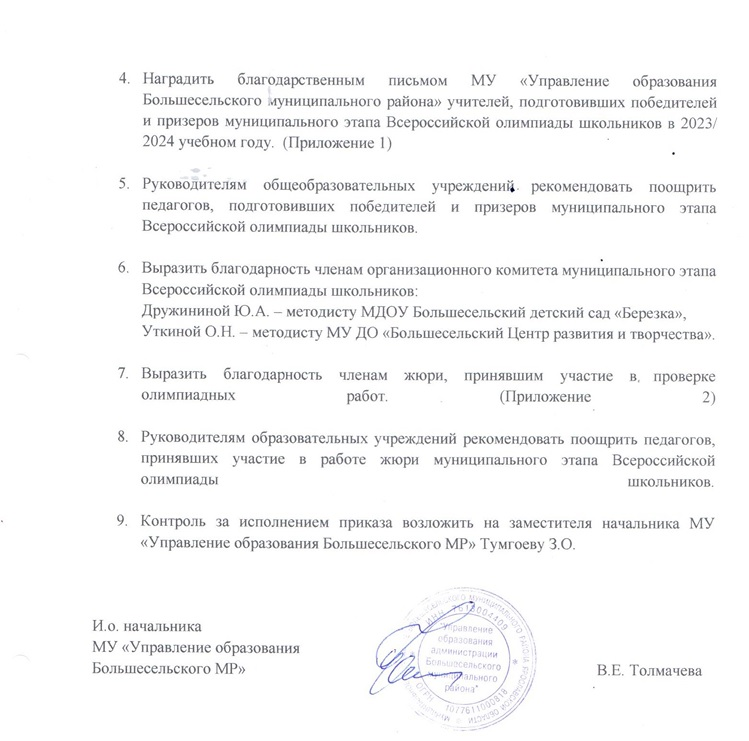 4. Наградить благодарственным письмом МУ «Управление образования
Большесельского муниципального района» учителей, подготовивших победителей
и призеров муниципального этапа Всероссийской олимпиады школьников в 2023/
2024 учебном году. (Приложение 1)
5. Руководителям общеобразовательных учреждений рекомендовать поощрить
педагогов, подготовивших победителей и призеров муниципального этапа
Всероссийской олимпиады школьников.
6. Выразить благодарность членам организационного комитета муниципального этапа
Всероссийской олимпиады школьников:
Дружининой Ю.А. – методисту МДОУ Большесельский детский сад «Березка»,
Уткиной О.Н. – методисту МУ ДО «Большесельский Центр развития и творчества».
7. Выразить благодарность членам жюри, принявшим участие в проверке
олимпиадных работ. (Приложение 2)
8. Руководителям образовательных учреждений рекомендовать поощрить педагогов,
принявших участие в работе жюри муниципального этапа Всероссийской
олимпиады школьников.
9. Контроль за исполнением приказа возложить на заместителя начальника МУ
«Управление образования Большесельского МР» Тумгоеву З.О.
И.о. начальника
МУ «Управление образования
Большесельского МР»
В.Е. Толмачева
"Управление
образования
администрации
Большесельского
муниципального
района"